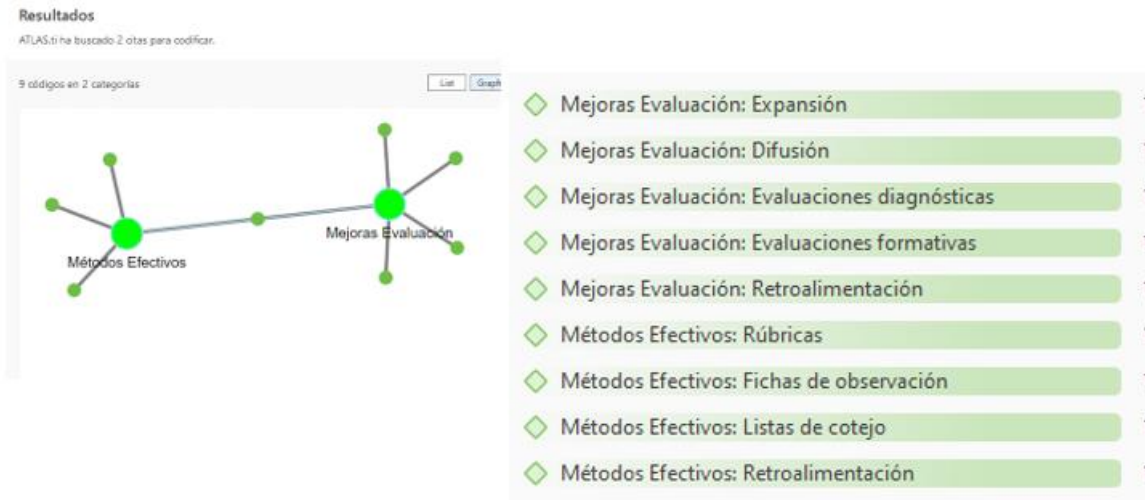 Resultados
ATLAS.ti ha buscado 2 citas para codificar.
9 códigos en 2 categorías
List
Graph
Métodos Efectivos
Mejoras Evaluación
Mejoras Evaluación: Expansión
Mejoras Evaluación: Difusión
Mejoras Evaluación: Evaluaciones diagnósticas
Mejoras Evaluación: Evaluaciones formativas
Mejoras Evaluación: Retroalimentación
Métodos Efectivos: Rúbricas
Métodos Efectivos: Fichas de observación
Métodos Efectivos: Listas de cotejo
Métodos Efectivos: Retroalimentación